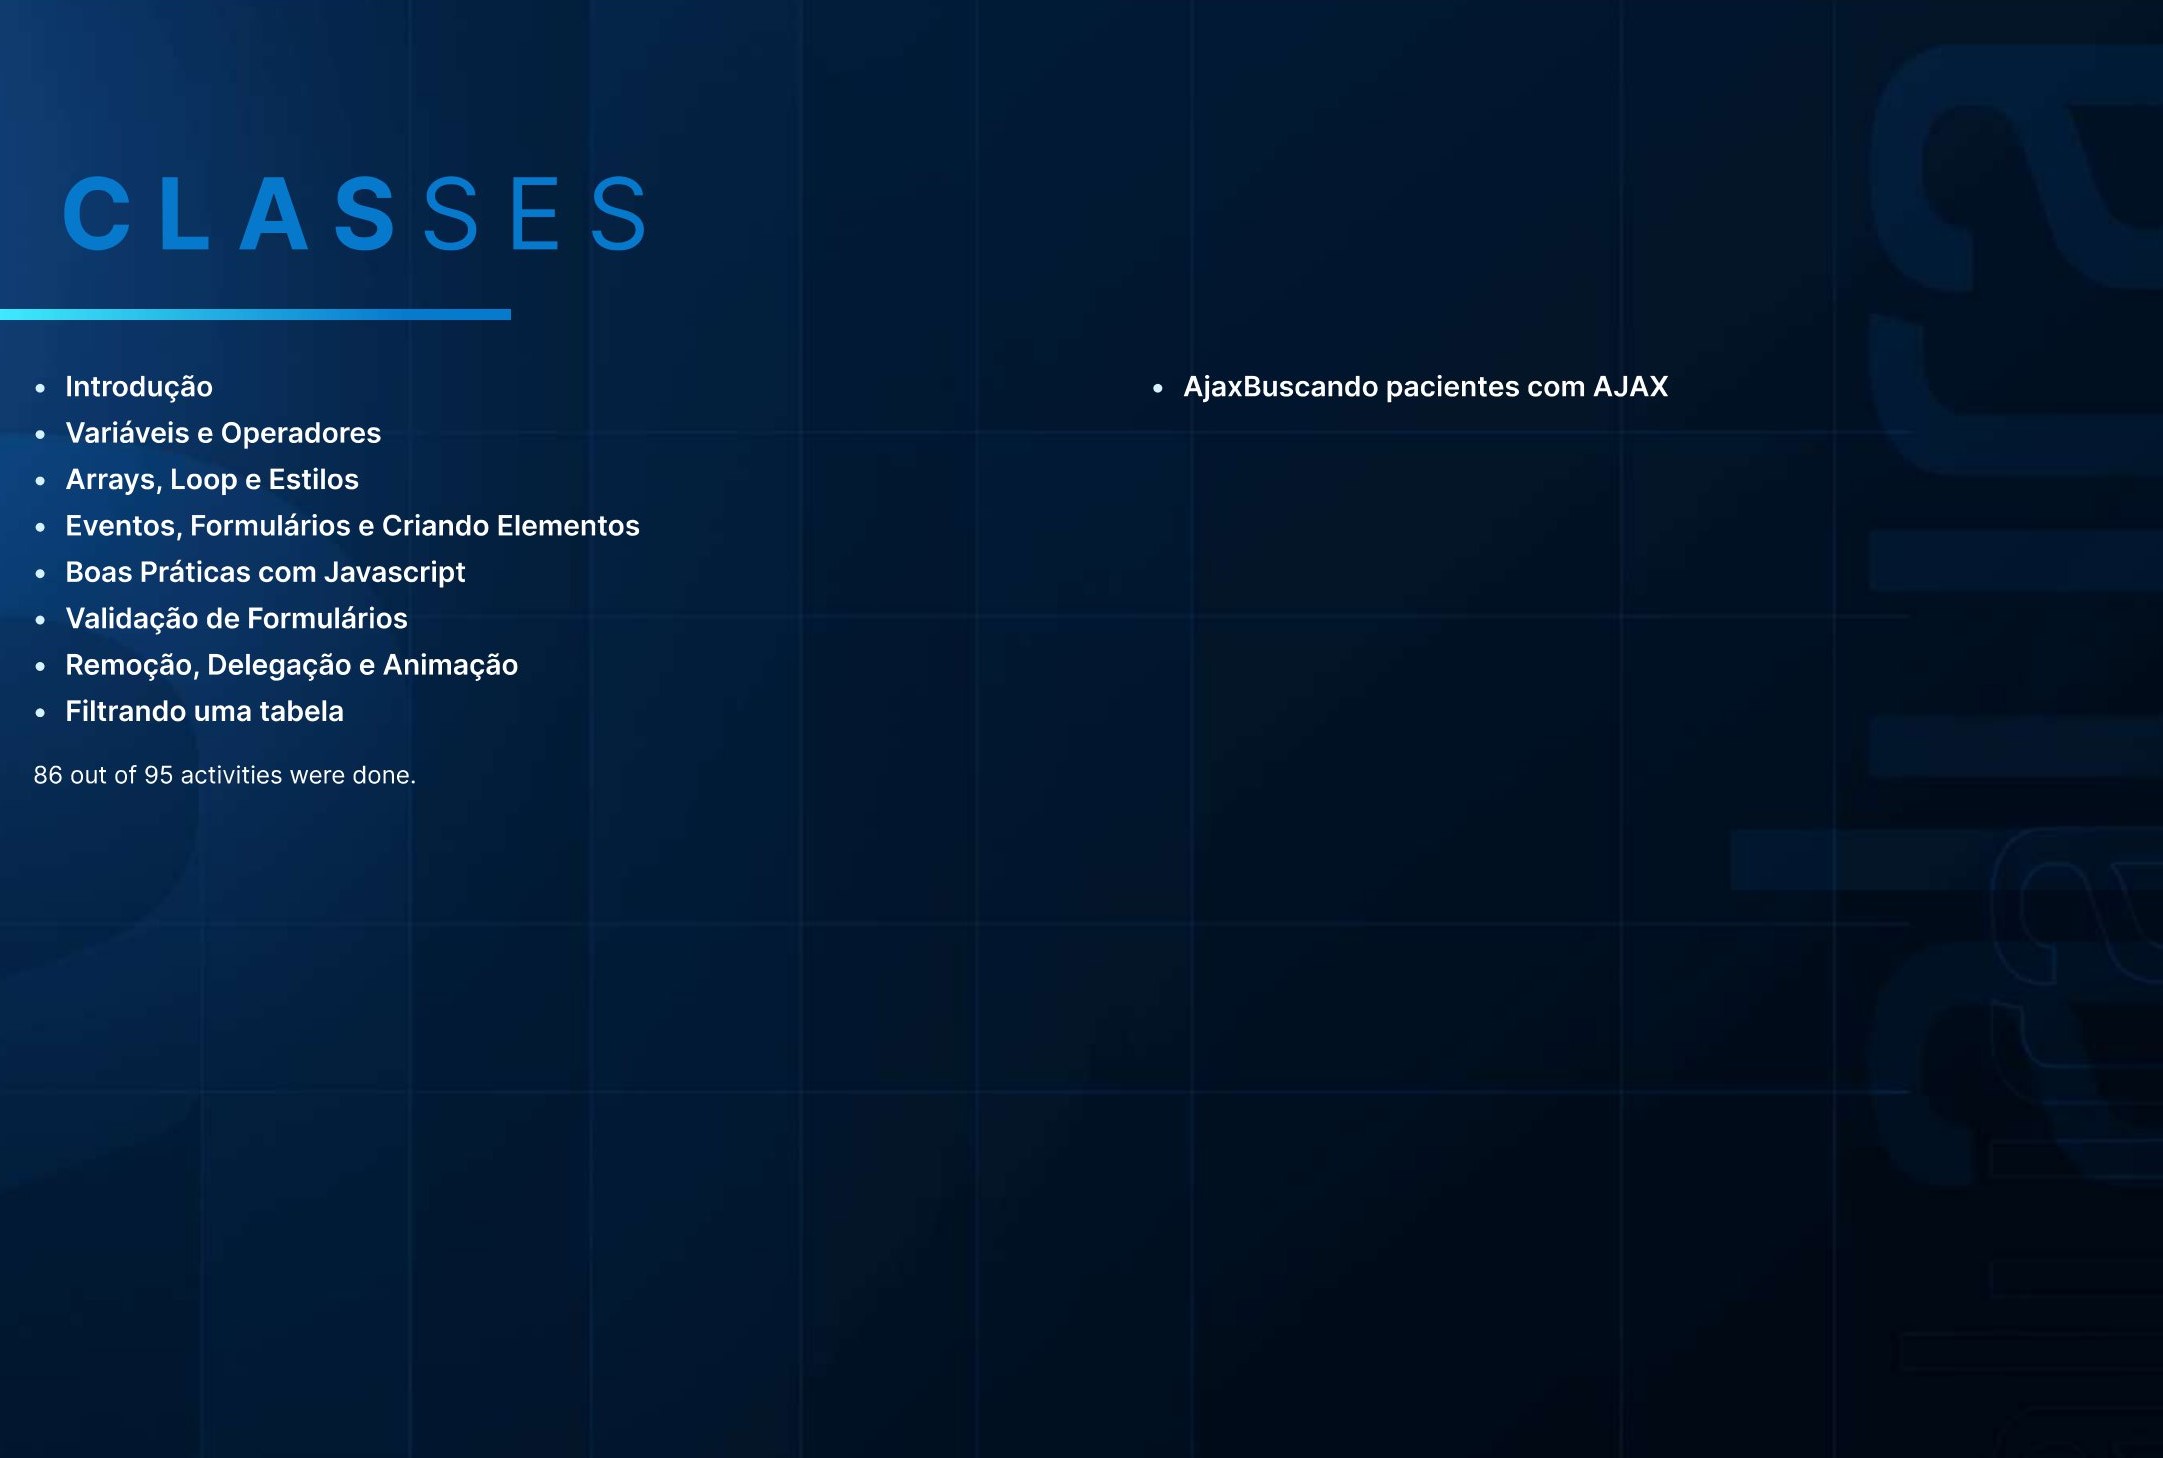 CLASSES
• Introdução
• Variáveis e Operadores
• Arrays, Loop e Estilos
• Eventos, Formulários e Criando Elementos
• Boas Práticas com Javascript
• Validação de Formulários
• Remoção, Delegação e Animação
• Filtrando uma tabela
• AjaxBuscando pacientes com AJAX
86 out of 95 activities were done.